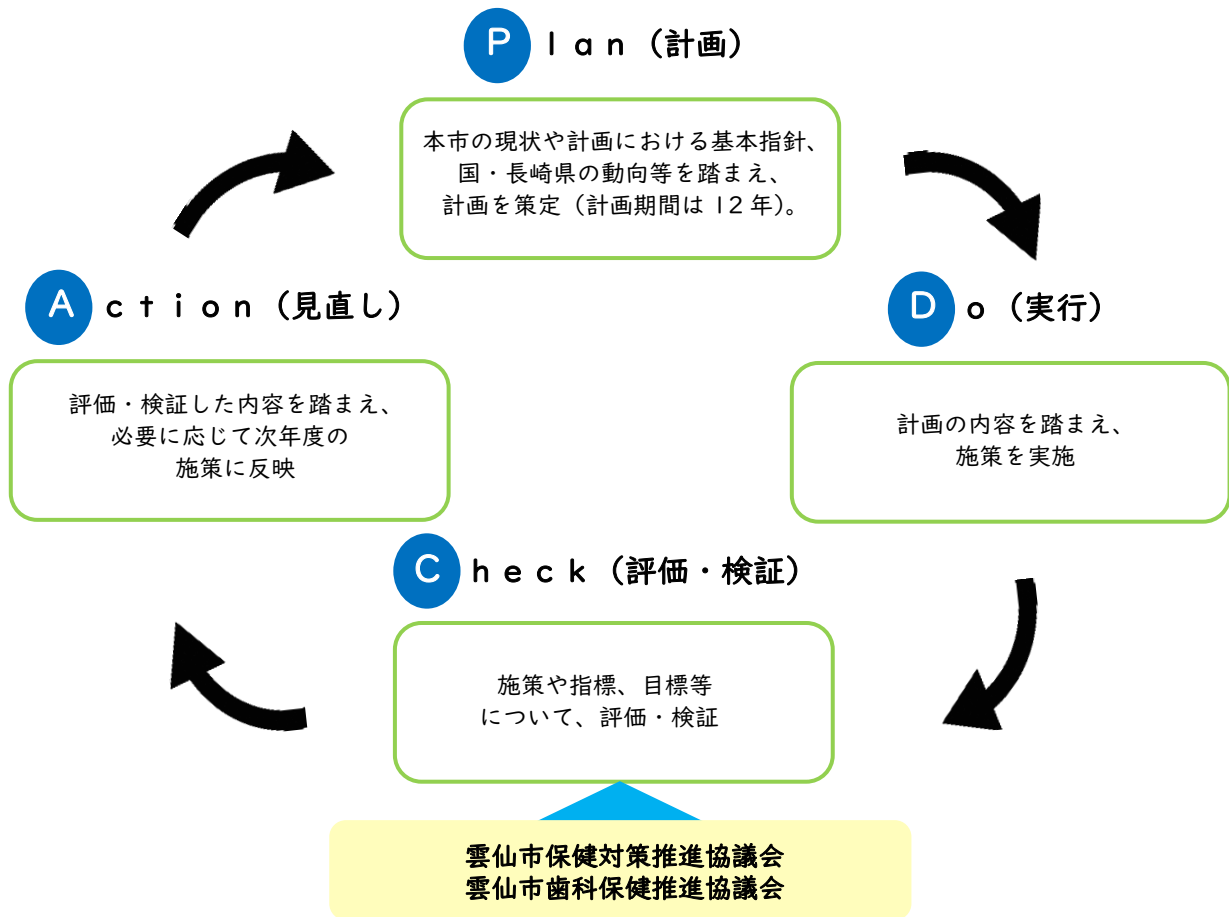 Plan（計画）
本市の現状や計画における基本指針、
国・長崎県の動向等を踏まえ、
計画を策定（計画期間は 12 年）。
Do（実行）
計画の内容を踏まえ、
施策を実施
Check（評価・検証）
施策や指標、目標等
について、評価・検証
雲仙市保健対策推進協議会
雲仙市歯科保健推進協議会
Action（見直し）
評価・検証した内容を踏まえ、
必要に応じて次年度の
施策に反映